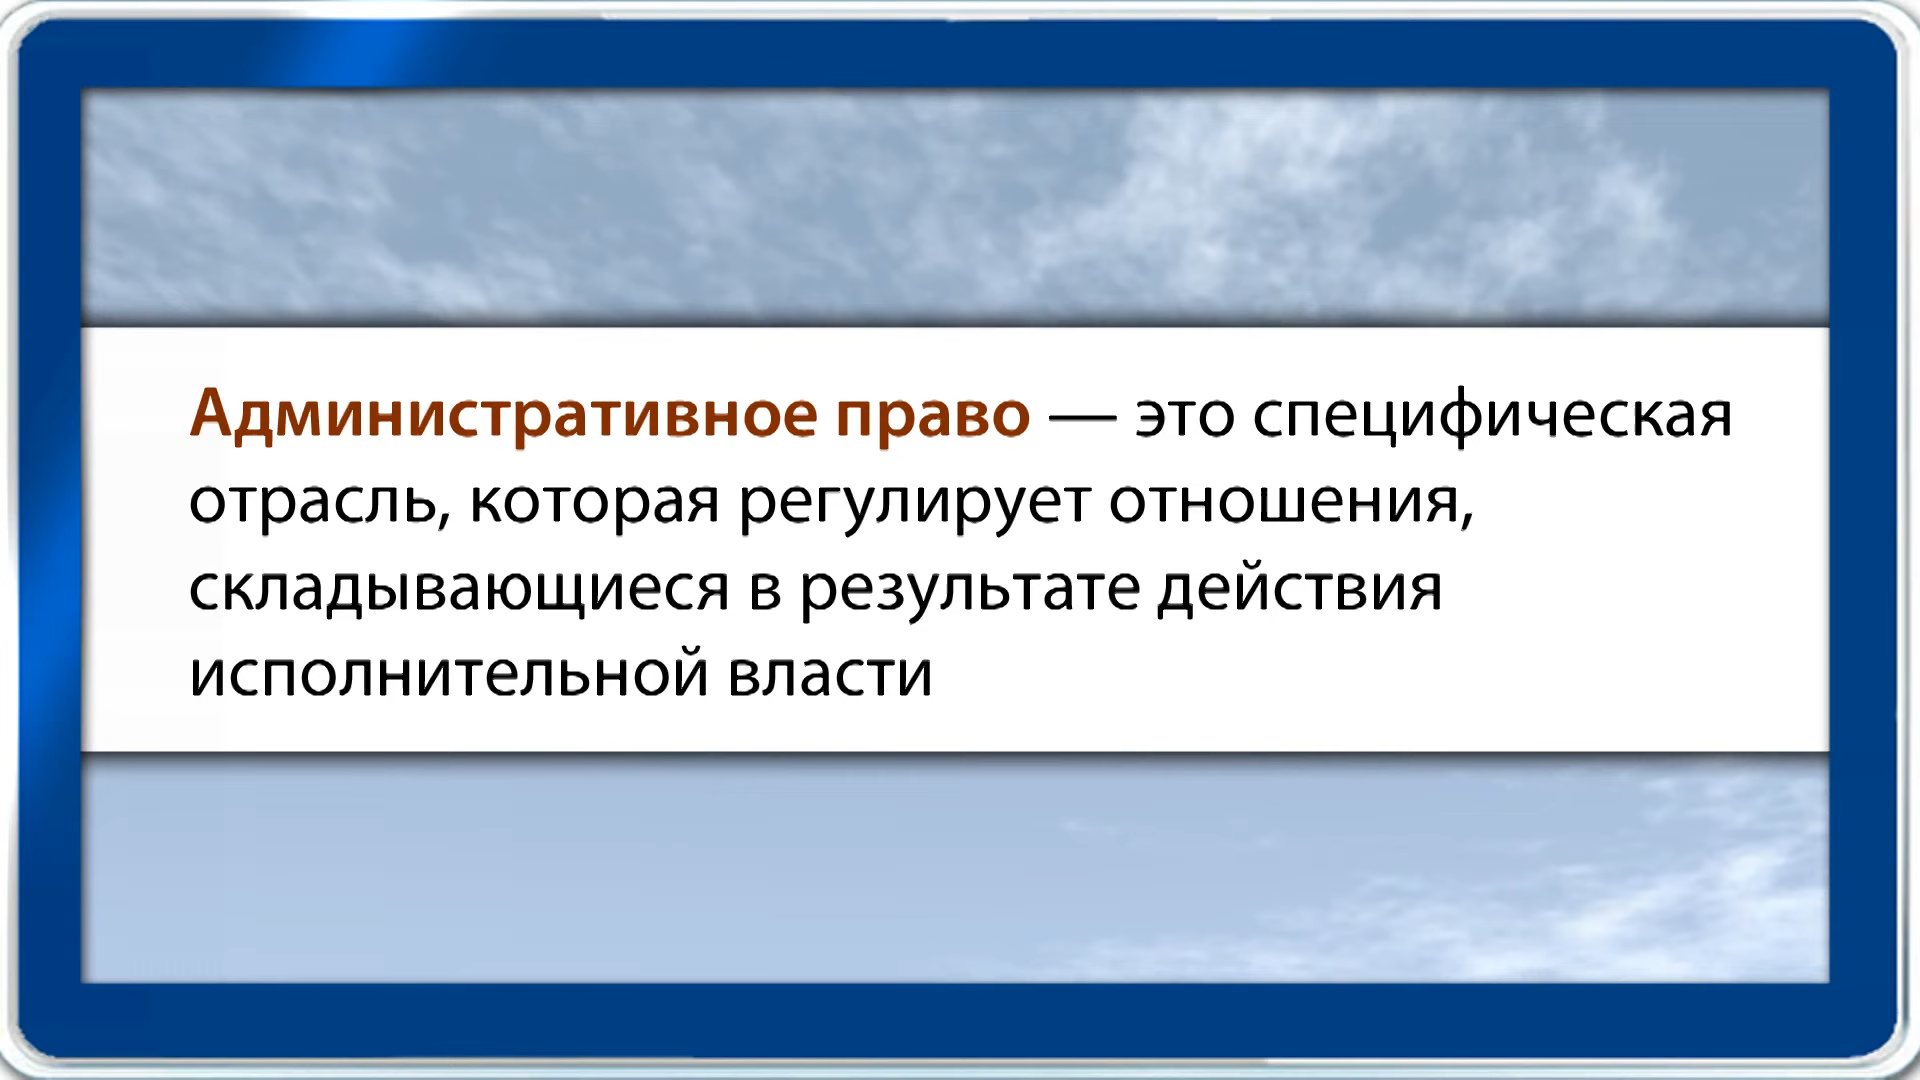 Административное право — это специфическая
отрасль, которая регулирует отношения,
складывающиеся в результате действия
исполнительной власти